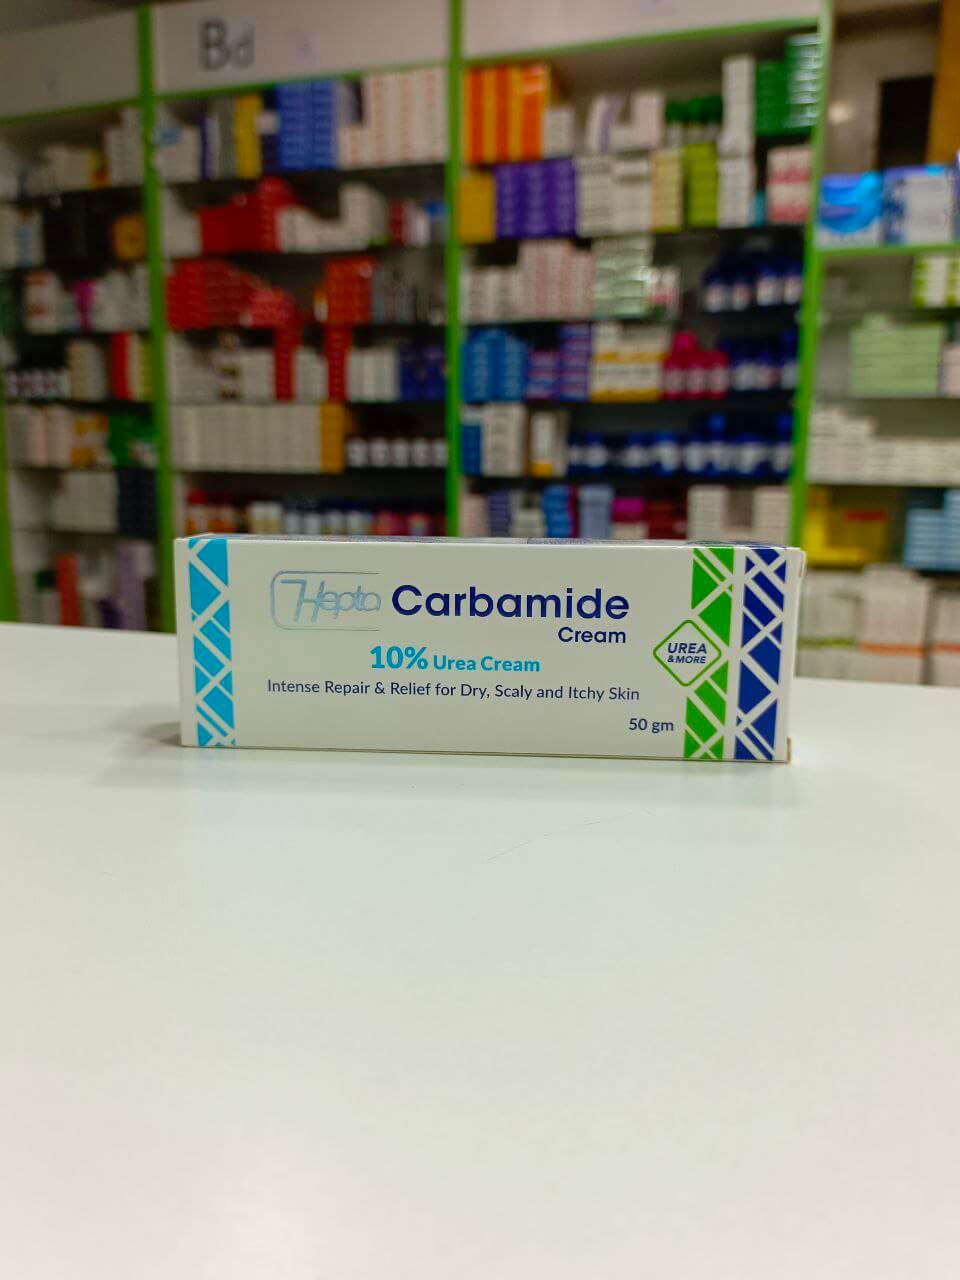 Bd
Hepta Carbamide
Cream
10% Urea Cream
Intense Repair & Relief for Dry, Scaly and Itchy Skin
50 gm
UREA
&MORE